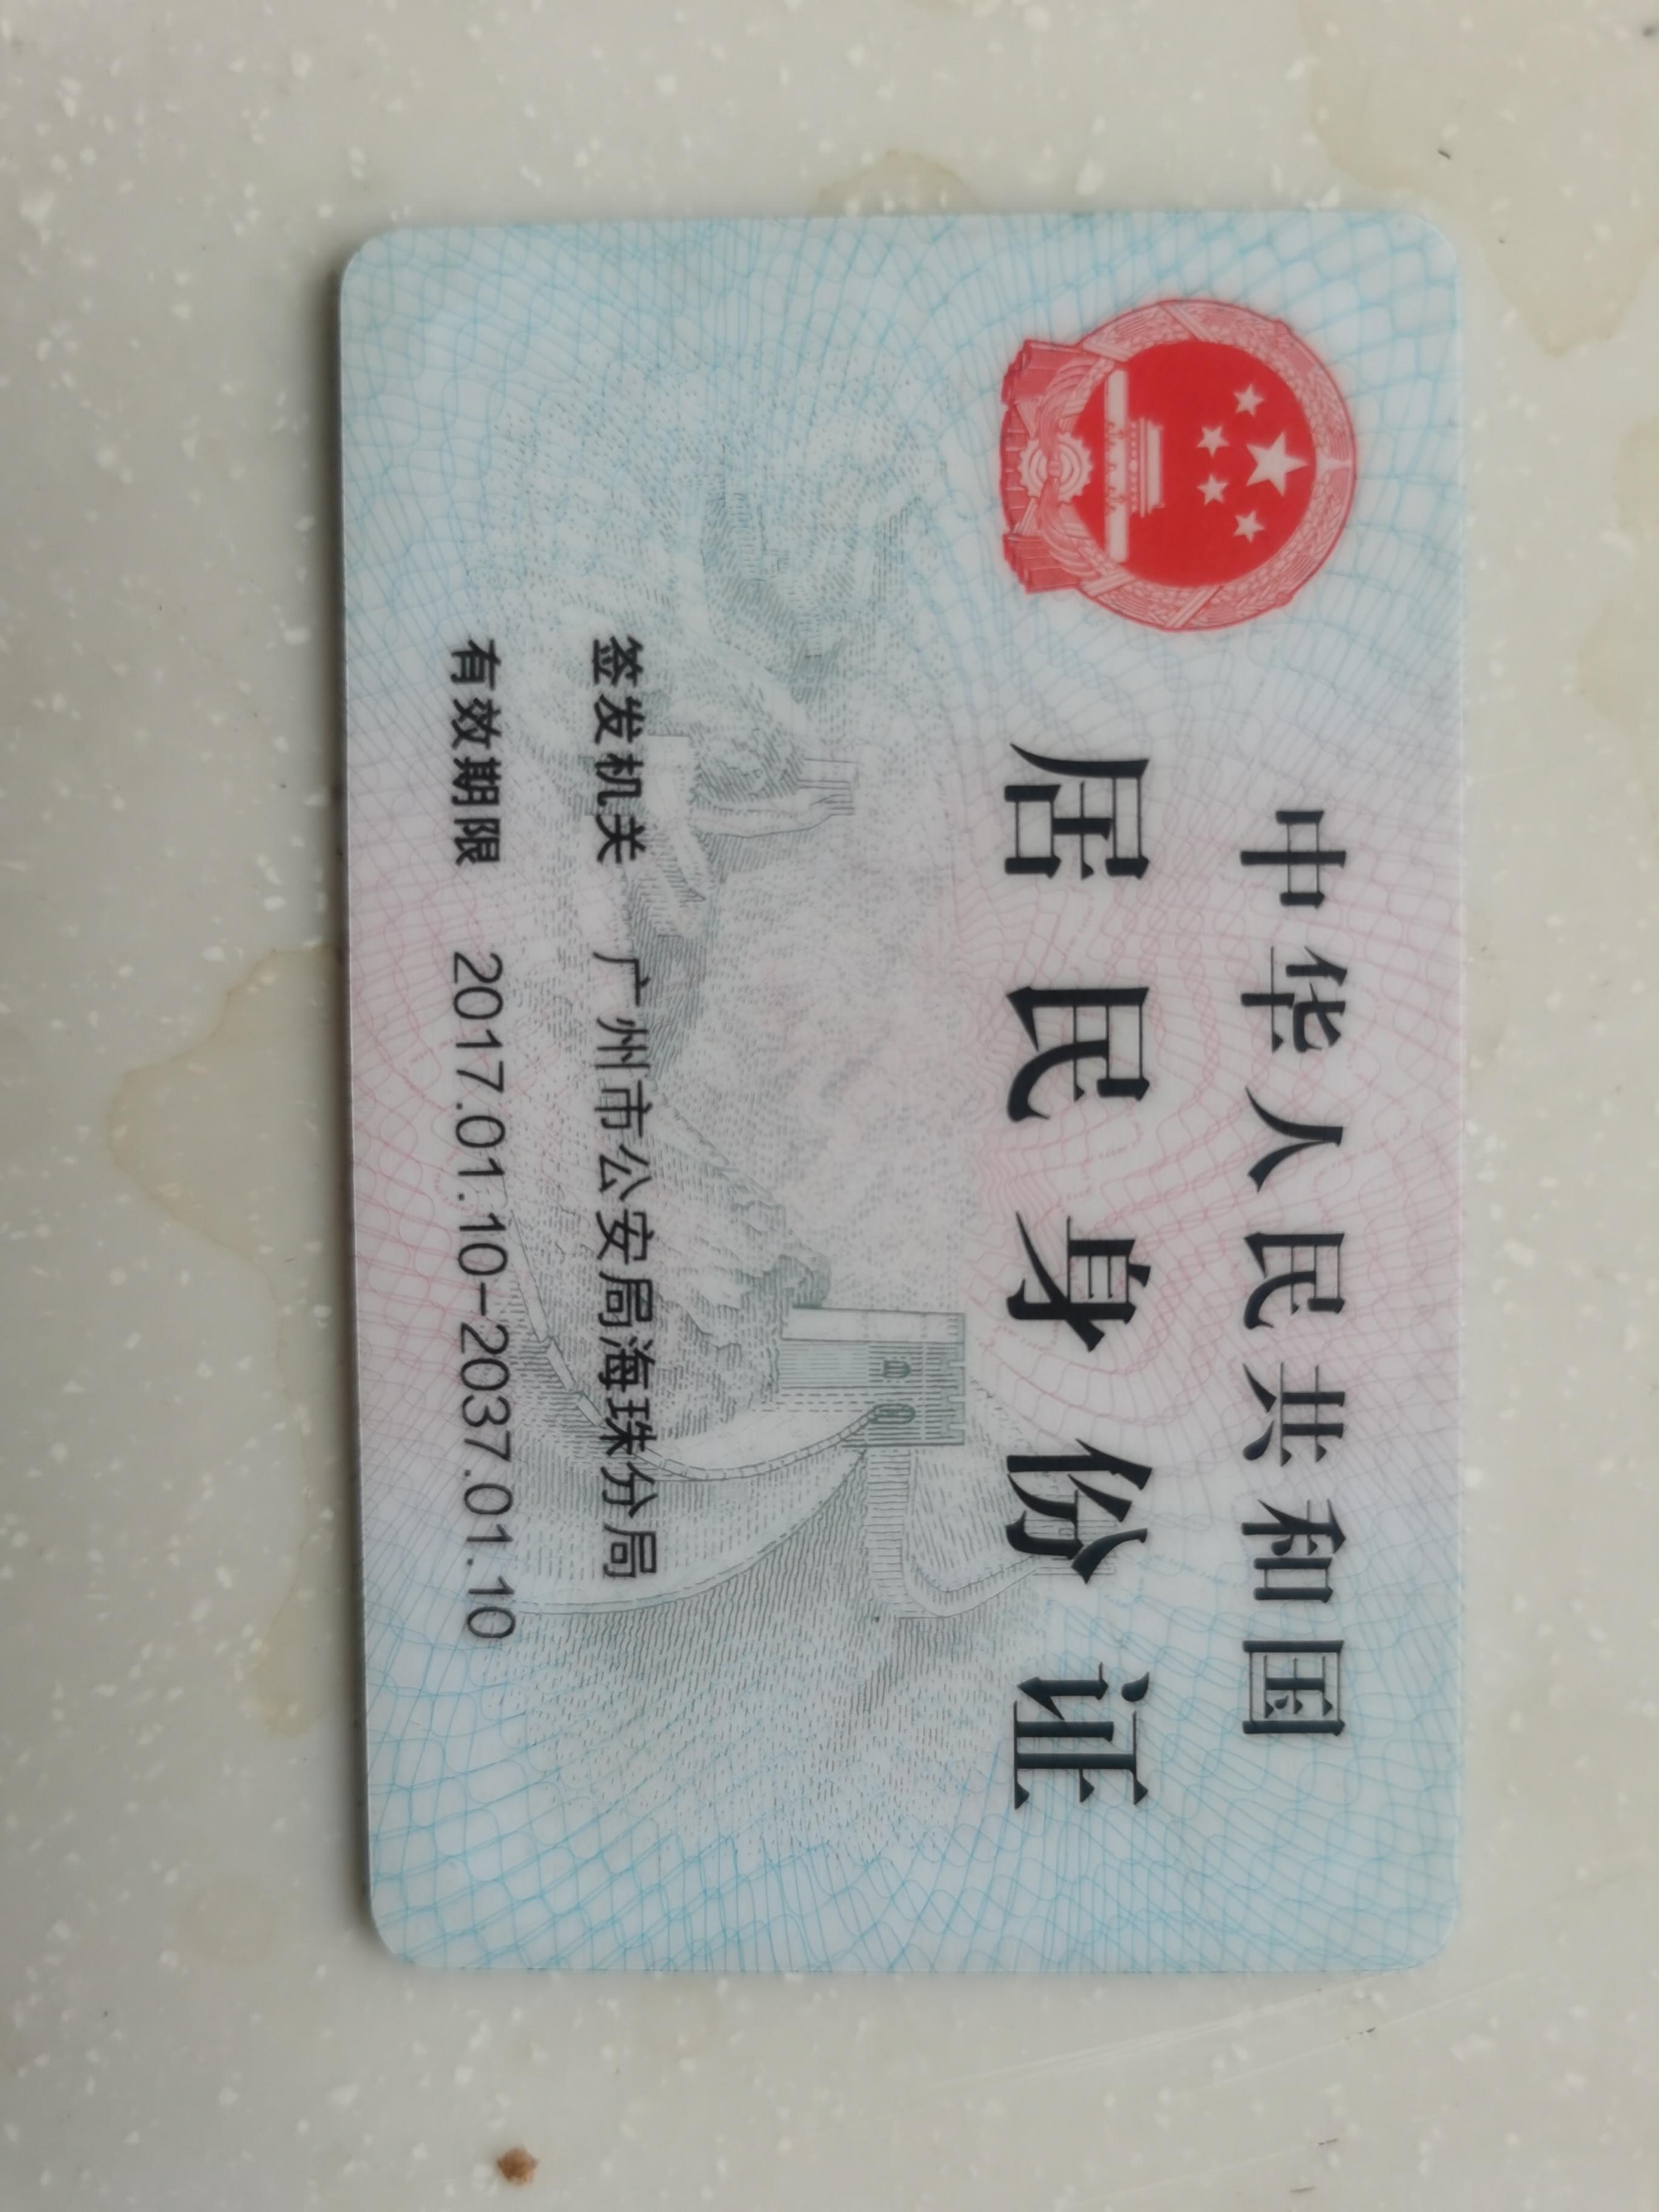 中华人民共和国
居民身份证
签发机关 广州市公安局海珠分局
有效期限 2017.01.10-2037.01.10